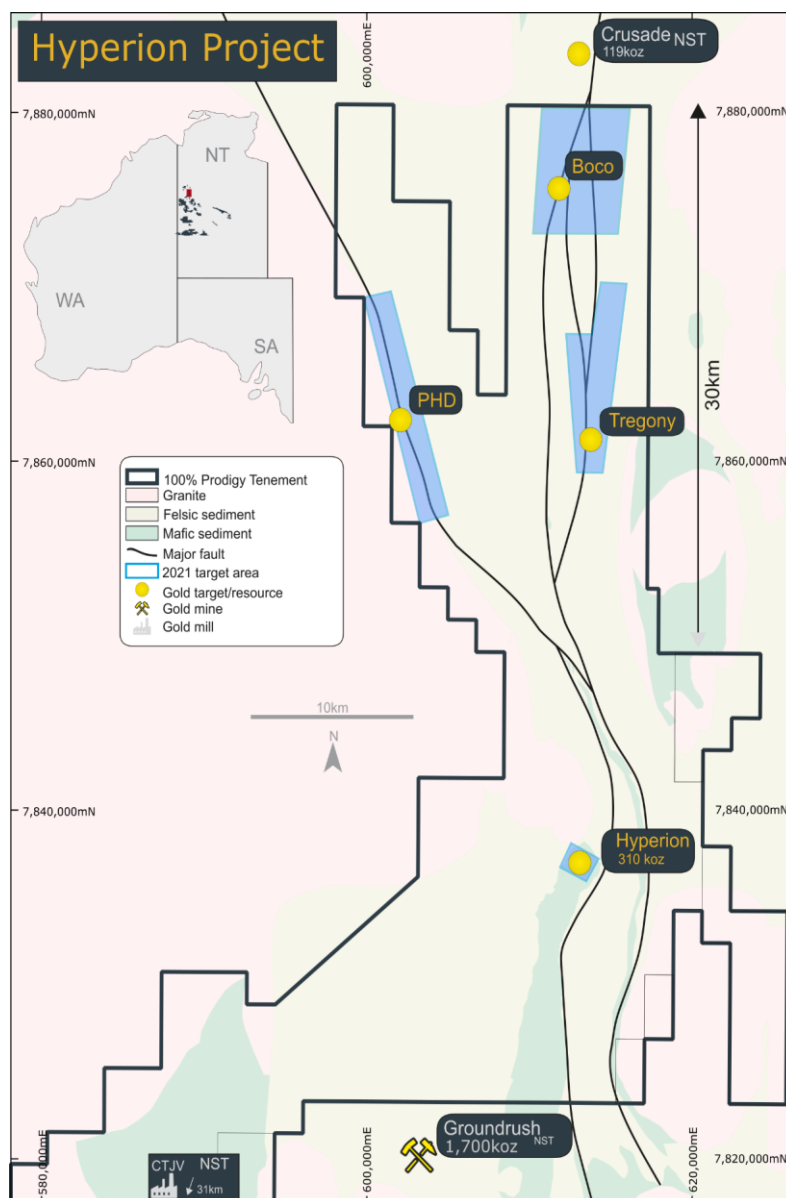 Hyperion Project
600,000mE
Crusade NST
119koz
7,880,000mN
7,880,000mN
NT
WA
SA
Boco
30km
PHD
Tregony
7,860,000mN
7,860,000mN
100% Prodigy Tenement
Granite
Felsic sediment
Mafic sediment
Major fault
2021 target area
Gold target/resource
Gold mine
Gold mill
10km
N
7,840,000mN
7,840,000mN
Hyperion
310 koz
Groundrush
1,700koz NST
7,820,000mN
580,000mE
600,000mE
620,000mE
CTJV NST
31km